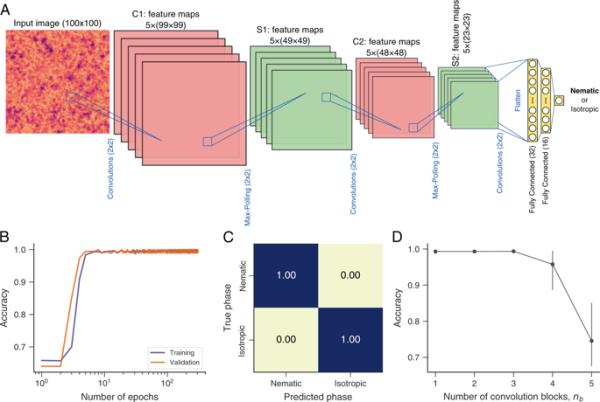 A
Input image (100x100)
C1: feature maps
5×(99×99)
S1: feature maps
5×(49×49)
C2: feature maps
5×(48×48)
S2: feature maps
5×(23×23)
Convolutions (2x2)
Max-Polling (2x2)
Convolutions (2x2)
Max-Polling (2x2)
Convolutions (2x2)
Flatten
Fully Connected (32)
Fully Connected (16)
Nematic
or
Isotropic
B
Accuracy
1.0
0.9
0.8
0.7
Training
Validation
10⁰
10¹
10²
Number of epochs
C
True phase
Nematic
Isotropic
1.00
0.00
0.00
1.00
Nematic
Isotropic
Predicted phase
D
Accuracy
1.0
0.9
0.8
0.7
1
2
3
4
5
Number of convolution blocks, n_b